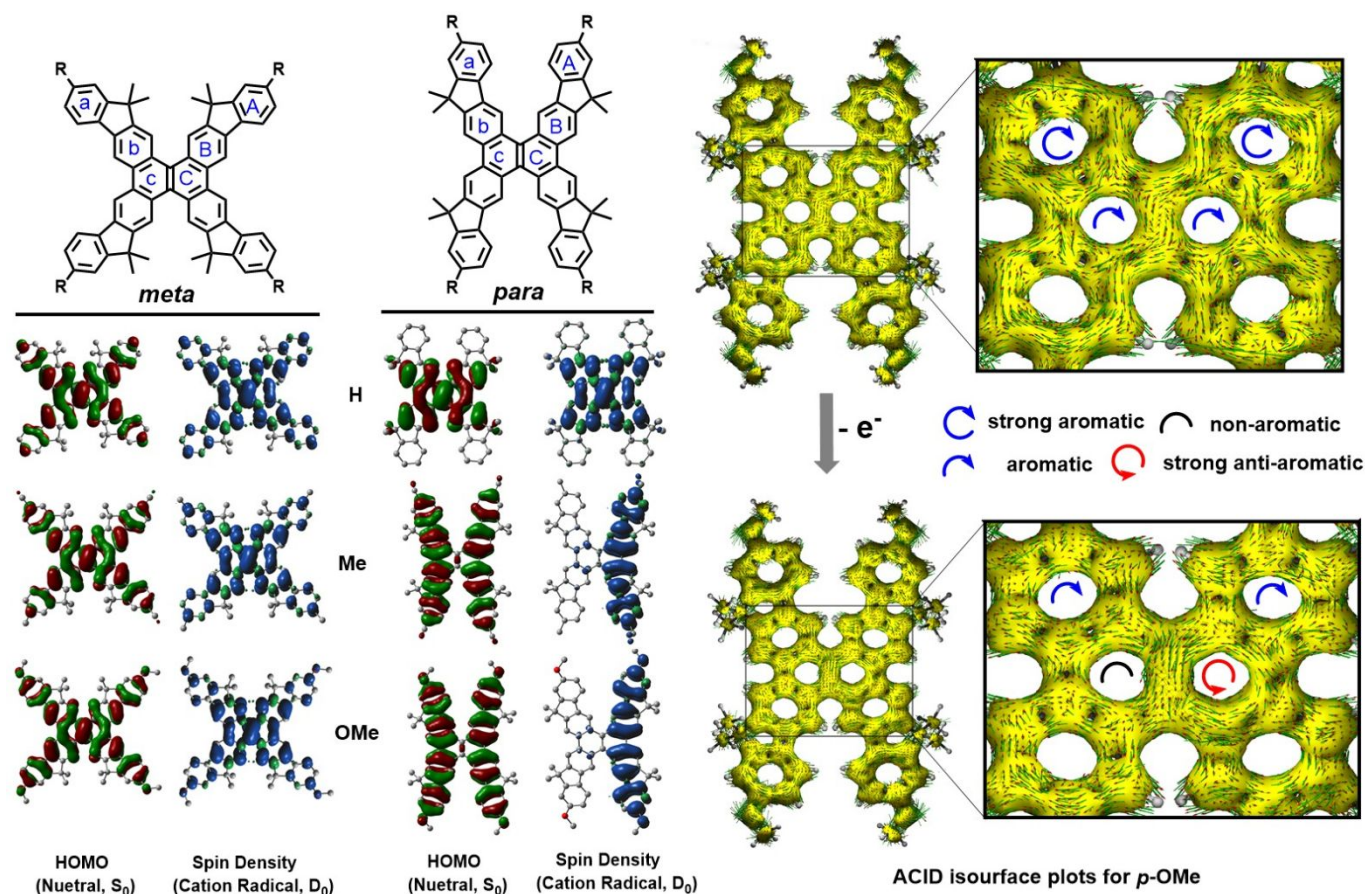 R
R
a
A
b
B
c
C
R
R
meta
R
R
a
A
b
B
c
C
R
R
para
H
Me
OMe
HOMO
(Nuetral, S₀)
Spin Density
(Cation Radical, D₀)
HOMO
(Nuetral, S₀)
Spin Density
(Cation Radical, D₀)
- e⁻
strong aromatic
non-aromatic
aromatic
strong anti-aromatic
ACID isourface plots for p-OMe